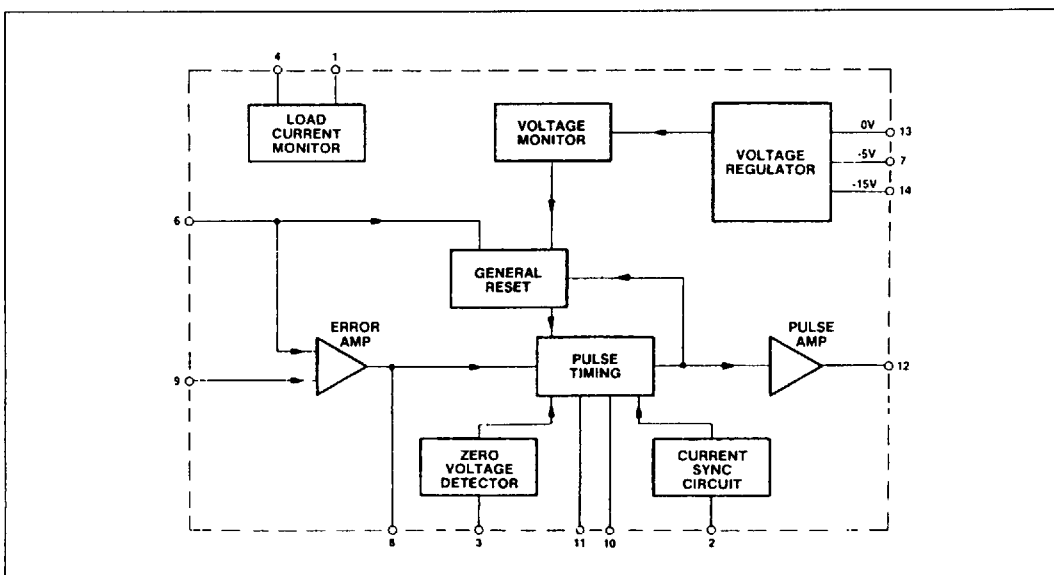 4 1
LOAD
CURRENT
MONITOR
VOLTAGE
MONITOR
VOLTAGE
REGULATOR
0V 13
-5V 7
-15V 14
6
GENERAL
RESET
ERROR
AMP
PULSE
TIMING
PULSE
AMP
9
12
ZERO
VOLTAGE
DETECTOR
CURRENT
SYNC
CIRCUIT
8 3 11 10 2